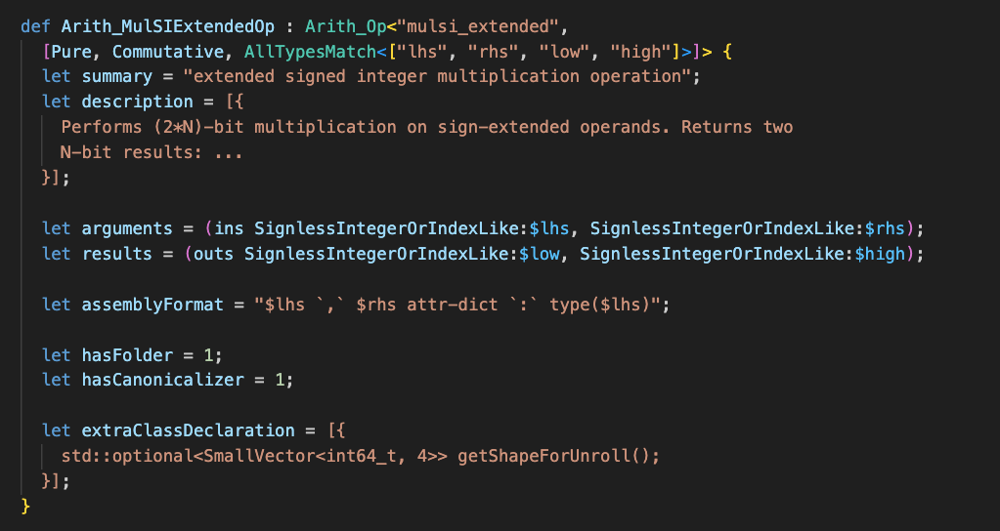 def Arith_MulSIExtendedOp : Arith_Op<"mulsi_extended",
    [Pure, Commutative, AllTypesMatch<["lhs", "rhs", "low", "high"]>]> {
  let summary = "extended signed integer multiplication operation";
  let description = [{
    Performs (2*N)-bit multiplication on sign-extended operands. Returns two
    N-bit results: ...
  }];

  let arguments = (ins SignlessIntegerOrIndexLike:$lhs, SignlessIntegerOrIndexLike:$rhs);
  let results = (outs SignlessIntegerOrIndexLike:$low, SignlessIntegerOrIndexLike:$high);

  let assemblyFormat = "$lhs `,` $rhs attr-dict `:` type($lhs)";

  let hasFolder = 1;
  let hasCanonicalizer = 1;

  let extraClassDeclaration = [{
    std::optional<SmallVector<int64_t, 4>> getShapeForUnroll();
  }];
}